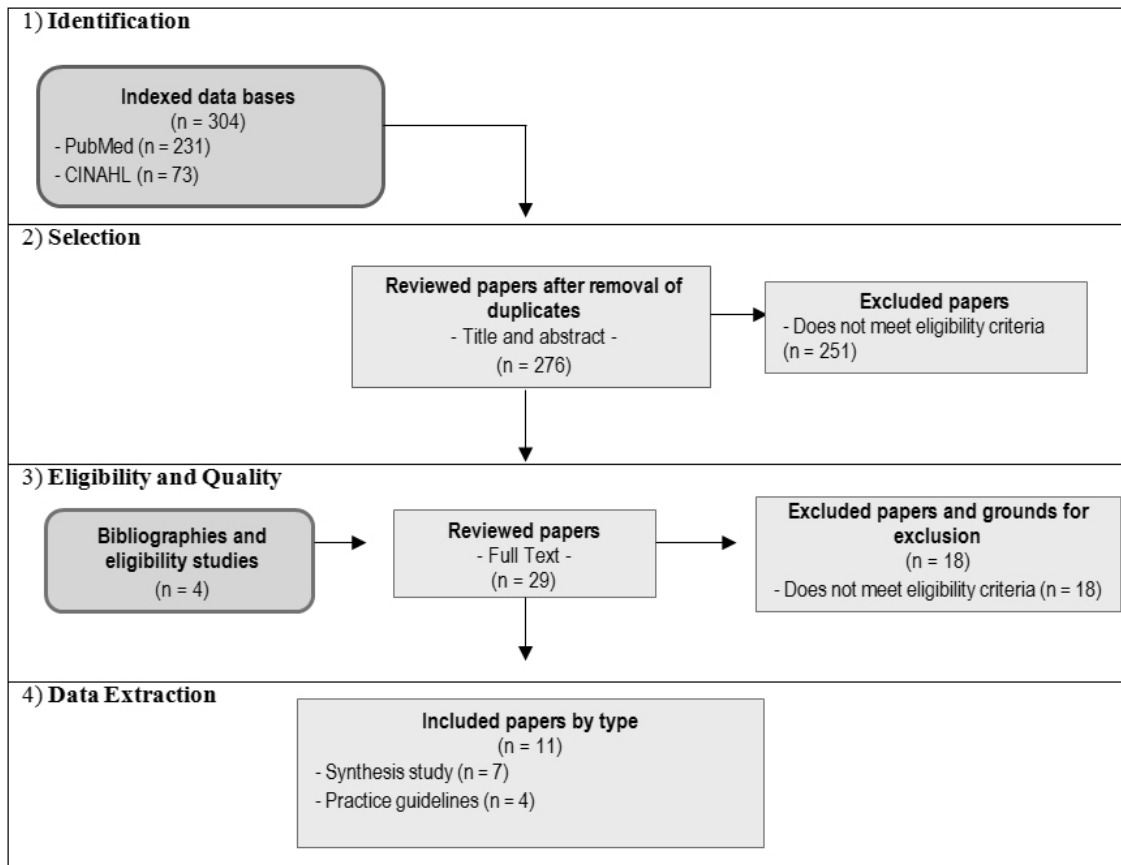 1) Identification
Indexed data bases
(n = 304)
- PubMed (n = 231)
- CINAHL (n = 73)
2) Selection
Reviewed papers after removal of
duplicates
- Title and abstract -
(n = 276)
Excluded papers
- Does not meet eligibility criteria
(n = 251)
3) Eligibility and Quality
Bibliographies and
eligibility studies
(n = 4)
Reviewed papers
- Full Text -
(n = 29)
Excluded papers and grounds for
exclusion
(n = 18)
- Does not meet eligibility criteria (n = 18)
4) Data Extraction
Included papers by type
(n = 11)
- Synthesis study (n = 7)
- Practice guidelines (n = 4)